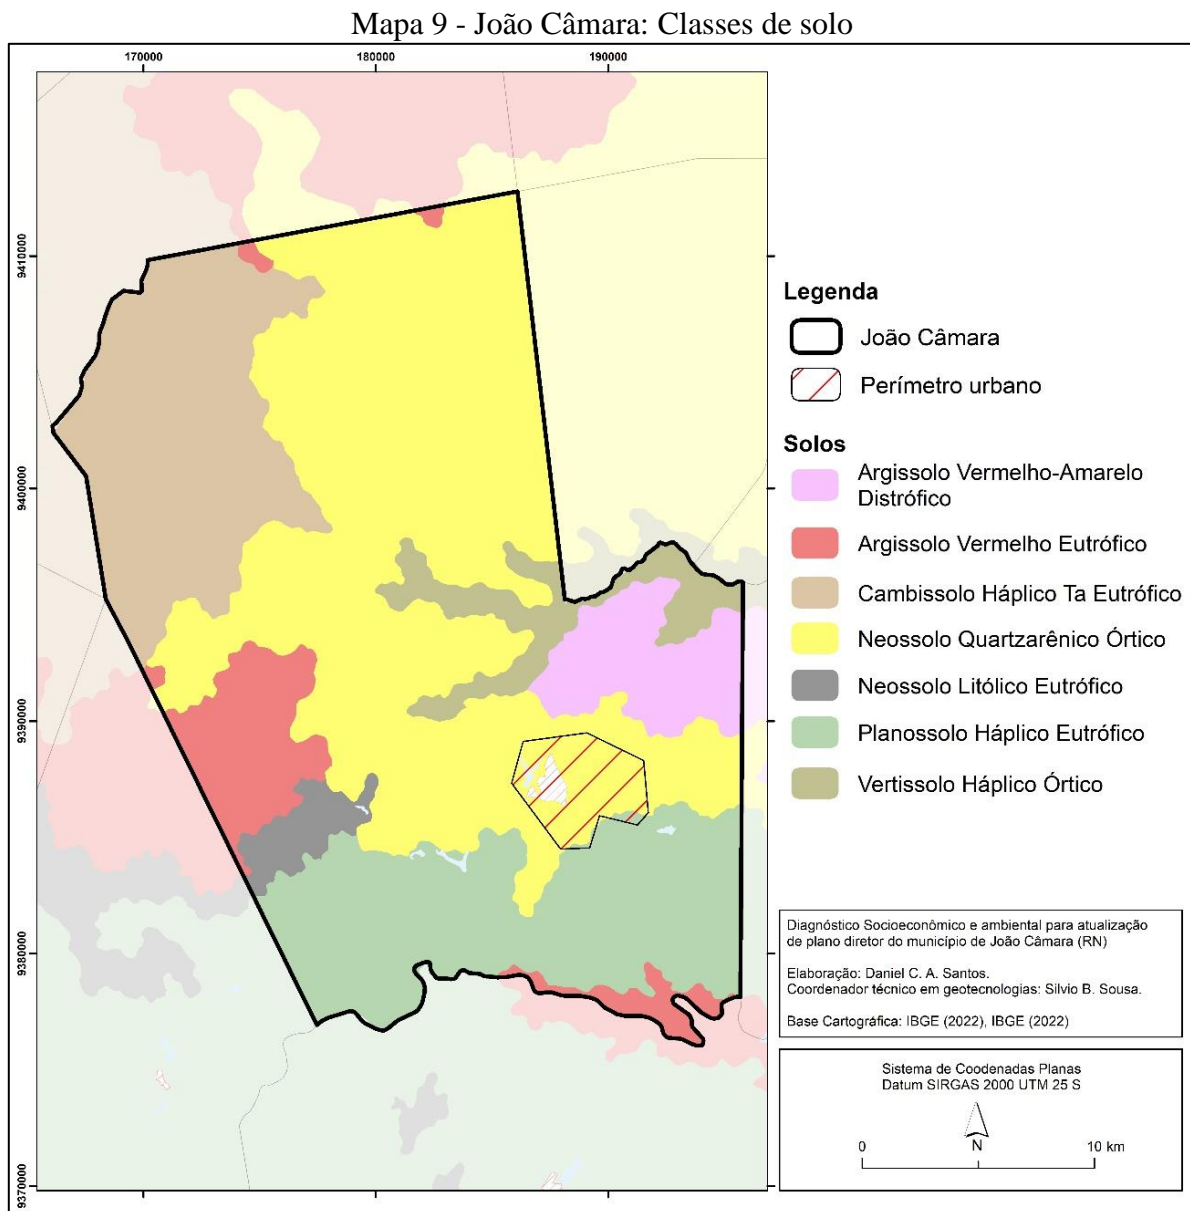 Mapa 9 - João Câmara: Classes de solo
170000
180000
190000
9410000
9400000
9390000
9380000
9370000
Legenda
João Câmara
Perímetro urbano
Solos
Argissolo Vermelho-Amarelo
Distrófico
Argissolo Vermelho Eutrófico
Cambissolo Háplico Ta Eutrófico
Neossolo Quartzarênico Órtico
Neossolo Litólico Eutrófico
Planossolo Háplico Eutrófico
Vertissolo Háplico Órtico
Diagnóstico Socioeconômico e ambiental para atualização
de plano diretor do município de João Câmara (RN)
Elaboração: Daniel C. A. Santos.
Coordenador técnico em geotecnologias: Silvio B. Sousa.
Base Cartográfica: IBGE (2022), IBGE (2022)
Sistema de Coodenadas Planas
Datum SIRGAS 2000 UTM 25 S
N
0
10 km